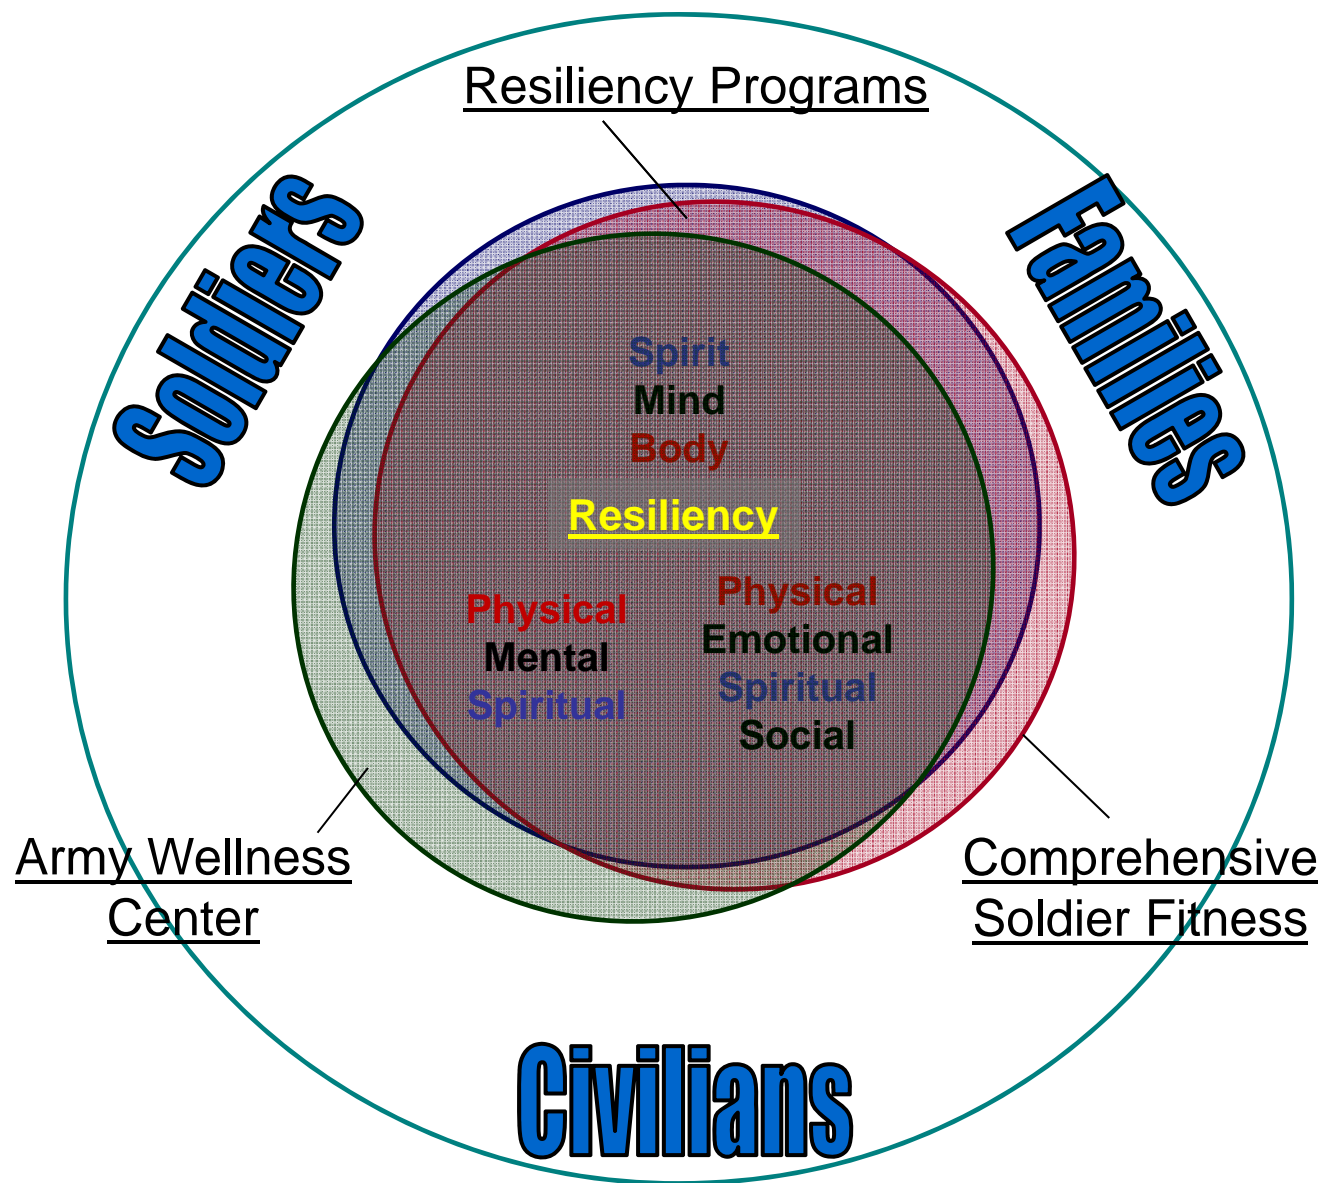 Resiliency Programs
Soldiers
Families
Spirit
Mind
Body
Resiliency
Physical
Mental
Spiritual
Physical
Emotional
Spiritual
Social
Army Wellness
Center
Comprehensive
Soldier Fitness
Civilians